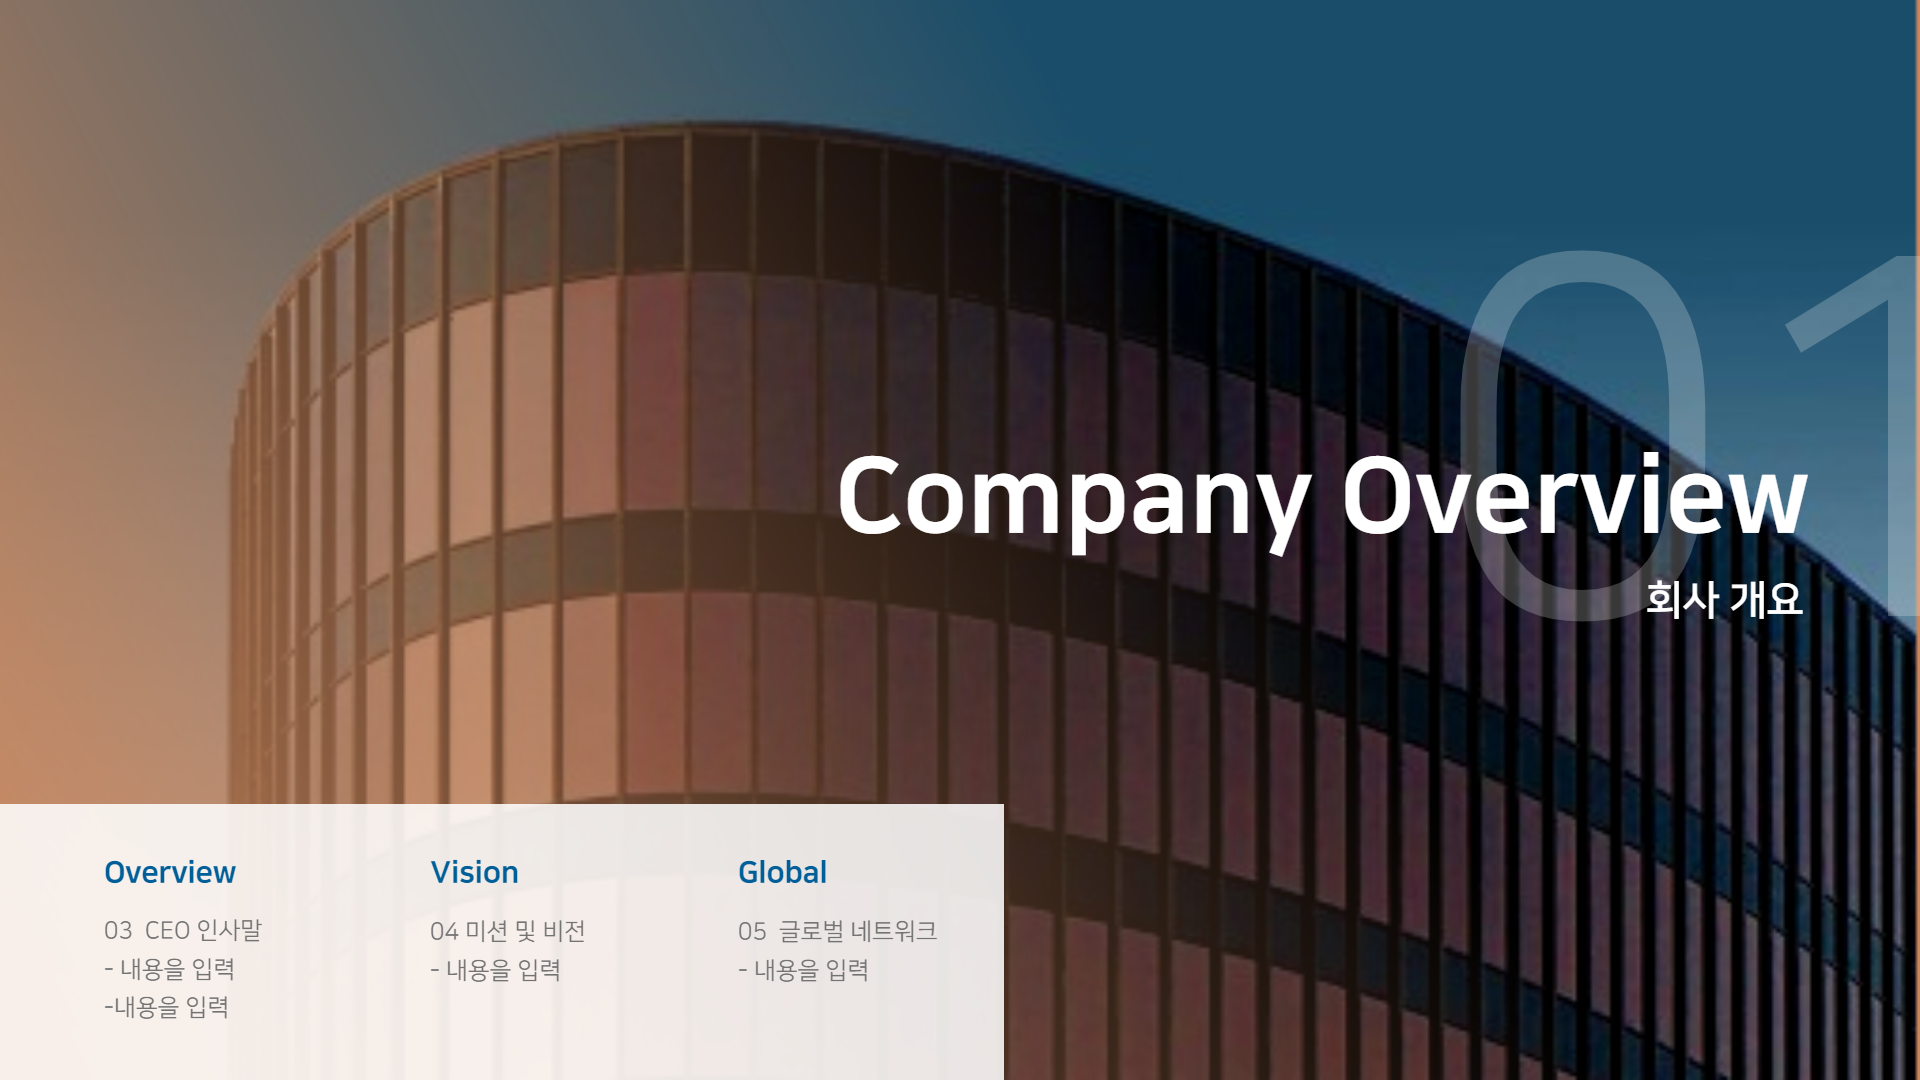 01
Company Overview
회사 개요
Overview
03 CEO 인사말
- 내용을 입력
-내용을 입력
Vision
04 미션 및 비전
- 내용을 입력
Global
05 글로벌 네트워크
- 내용을 입력